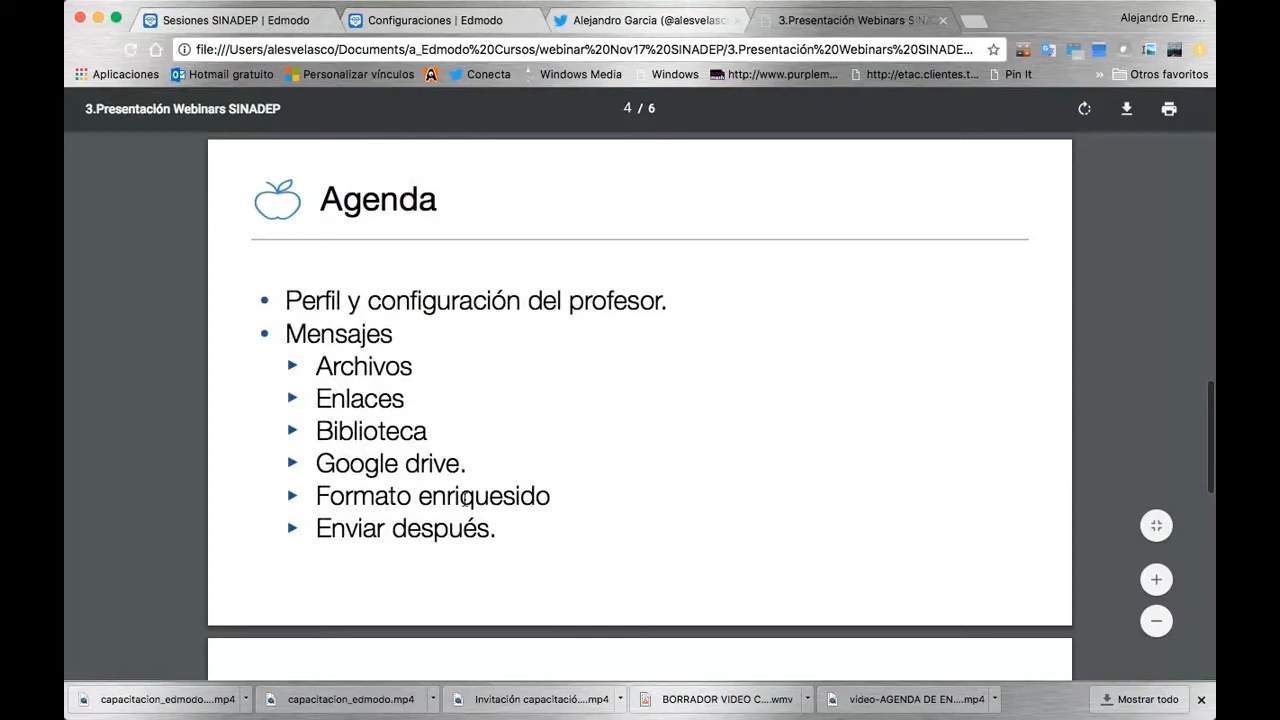 Sesiones SINADEP | Edmodo
Configuraciones | Edmodo
Alejandro Garcia (@alesvelasc
3.Presentación Webinars SIN
Alejandro Erne...
file:///Users/alesvelasco/Documents/a_Edmodo%20Cursos/webinar%20Nov17%20SINADEP/3.Presentación%20Webinars%20SINADE...
Aplicaciones
Hotmail gratuito
Personalizar vínculos
Conecta
Windows Media
Windows
http://www.purplem...
http://etac.clientes.t...
Pin It
»
Otros favoritos
3.Presentación Webinars SINADEP
4 / 6
Agenda
• Perfil y configuración del profesor.
• Mensajes
Archivos
Enlaces
Biblioteca
Google drive.
Formato enriquesido
Enviar después.
capacitacion_edmodo....mp4
capacitacion_edmodo.mp4
Invitación capacitació....mp4
BORRADOR VIDEO C....wmv
video-AGENDA DE EN....mp4
Mostrar todo